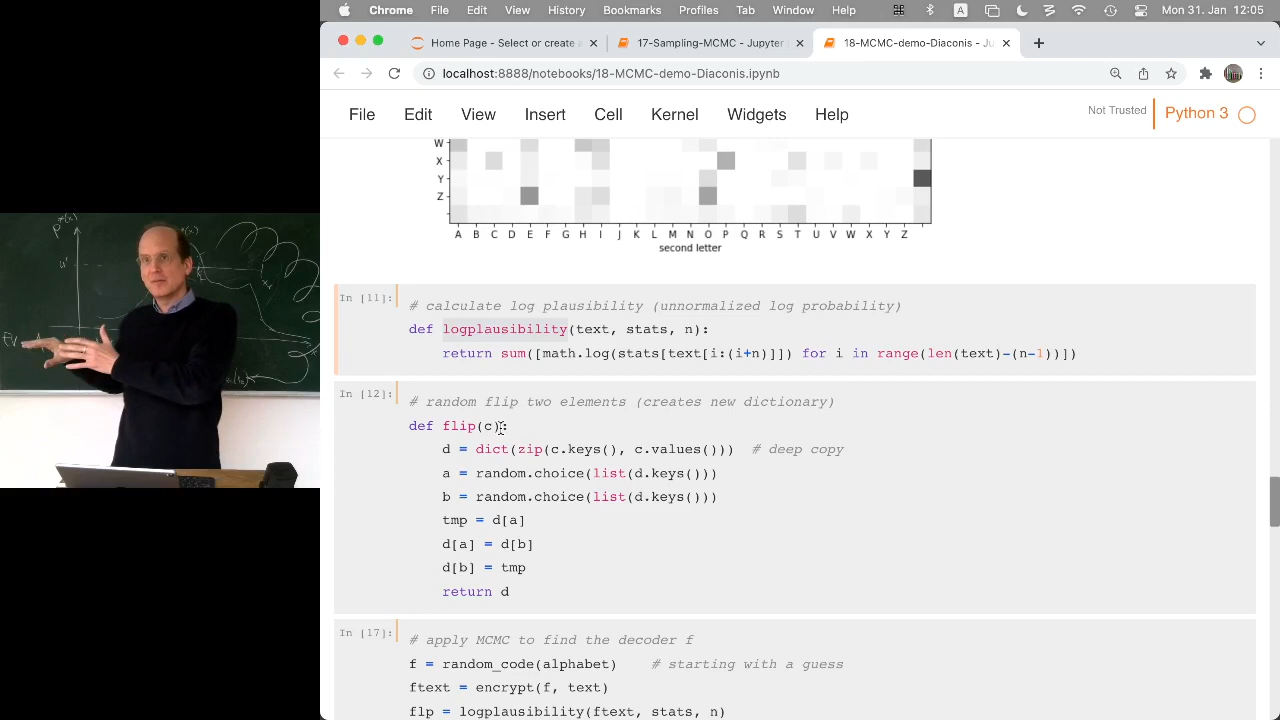 Chrome File Edit View History Bookmarks Profiles Tab Window Help A Mon 31. Jan 12:05
Home Page - Select or create 17-Sampling-MCMC - Jupyter 18-MCMC-demo-Diaconis - Ju
localhost:8888/notebooks/18-MCMC-demo-Diaconis.ipynb
File Edit View Insert Cell Kernel Widgets Help Not Trusted Python 3
W
X
Y
Z
A B C D E F G H I J K L M N O P Q R S T U V W X Y Z
second letter
In [11]:
# calculate log plausibility (unnormalized log probability)
def logplausibility(text, stats, n):
return sum([math.log(stats[text[i:(i+n)]]) for i in range(len(text)-(n-1))])
In [12]:
# random flip two elements (creates new dictionary)
def flip(c):
d = dict(zip(c.keys(), c.values())) # deep copy
a = random.choice(list(d.keys()))
b = random.choice(list(d.keys()))
tmp = d[a]
d[a] = d[b]
d[b] = tmp
return d
In [17]:
# apply MCMC to find the decoder f
f = random_code(alphabet) # starting with a guess
ftext = encrypt(f, text)
flp = logplausibility(ftext, stats, n)